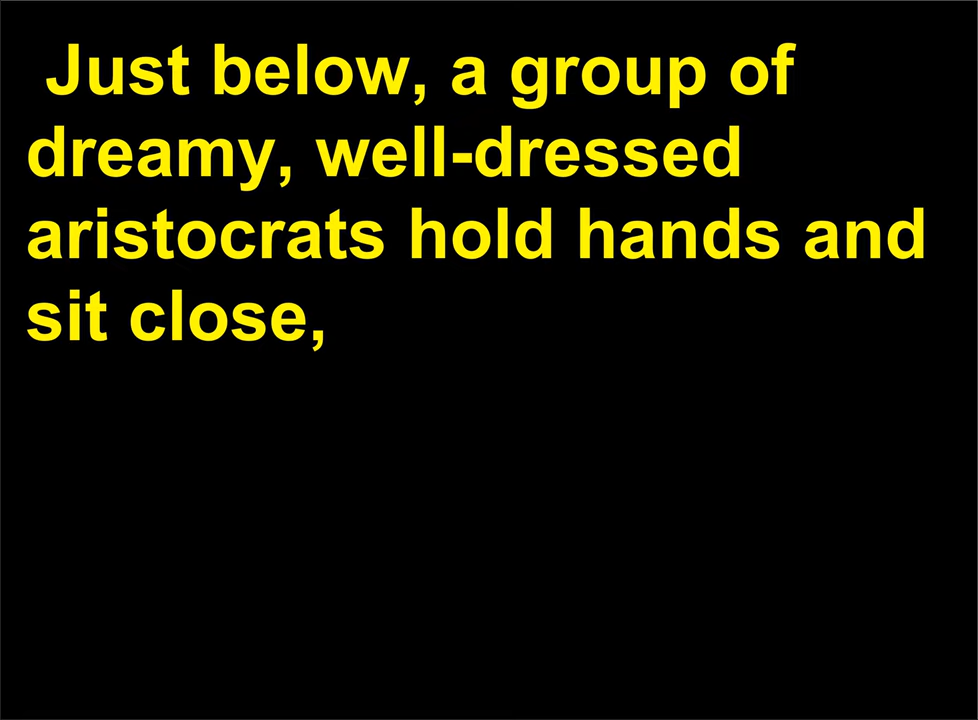 Just below, a group of
dreamy, well-dressed
aristocrats hold hands and
sit close,